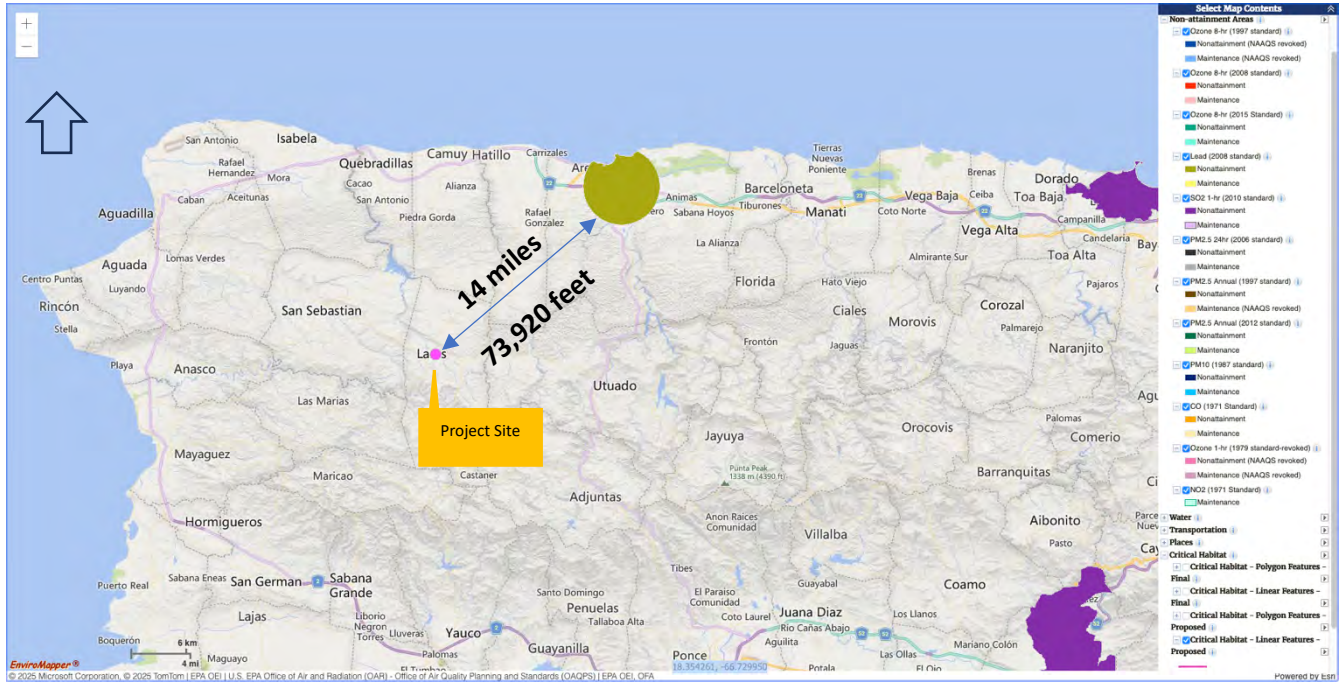 +
−
San Antonio
Isabela
Rafael
Hernandez
Mora
Quebradillas
Camuy
Hatillo
Carrizales
Cacao
San Antonio
Alianza
Caban
Aceitunas
Aguadilla
Piedra Gorda
Rafael
Gonzalez
Animas
Sabana Hoyos
Tiburones
Barceloneta
Tierras
Nuevas
Poniente
Manati
Coto Norte
Vega Baja
Brenas
Ceiba
Dorado
Toa Baja
Campanilla
Vega Alta
Candelaria
Toa Alta
La Alianza
Almirante Sur
Pajaros
Centro Puntas
Aguada
Luyando
Lomas Verdes
Rincón
Stella
San Sebastian
14 miles
73,920 feet
Florida
Hato Viejo
Ciales
Morovis
Corozal
Palmarejo
Naranjito
Frontón
Jaguas
Playa
Anasco
Las Marias
Utuado
Project Site
Mayaguez
Maricao
Castaner
Jayuya
Punta Peak
1338 m (4390 ft)
Orocovis
Palomas
Comerio
Barranquitas
Adjuntas
Anon Raices
Comunidad
Villalba
Aibonito
Pasto
Hormigueros
Puerto Real
Sabana Eneas
San German
2
Sabana
Grande
Tibes
Santo Domingo
Penuelas
Tallaboa Alta
El Paraiso
Comunidad
Guayabal
Coto Laurel
Juana Diaz
Rio Cañas Abajo
Aguilita
Los Llanos
Coamo
52
Lajas
Liborio
Negron
Torres
Lluveras
Yauco
Palomas
Guayanilla
Ponce
Las Ollas
Mariano Colón
Boquerón
Maguayo
6 km
4 mi
18.354261, -66.729950
Potala
El Ojo
EnviroMapper ®
© 2025 Microsoft Corporation, © 2025 TomTom | EPA OEI | U.S. EPA Office of Air and Radiation (OAR) - Office of Air Quality Planning and Standards (OAQPS) | EPA OEI, OFA
Powered by Esri
Select Map Contents
Non-attainment Areas
Ozone 8-hr (1997 standard)
Nonattainment (NAAQS revoked)
Maintenance (NAAQS revoked)
Ozone 8-hr (2008 standard)
Nonattainment
Maintenance
Ozone 8-hr (2015 Standard)
Nonattainment
Maintenance
Lead (2008 standard)
Nonattainment
Maintenance
SO2 1-hr (2010 standard)
Nonattainment
Maintenance
PM2.5 24hr (2006 standard)
Nonattainment
Maintenance
PM2.5 Annual (1997 standard)
Nonattainment
Maintenance (NAAQS revoked)
PM2.5 Annual (2012 standard)
Nonattainment
Maintenance
PM10 (1987 standard)
Nonattainment
Maintenance
CO (1971 Standard)
Nonattainment
Maintenance
Ozone 1-hr (1979 standard-revoked)
Nonattainment (NAAQS revoked)
Maintenance (NAAQS revoked)
NO2 (1971 Standard)
Maintenance
Water
Transportation
Places
Critical Habitat
Critical Habitat - Polygon Features -
Final
Critical Habitat - Linear Features -
Final
Critical Habitat - Polygon Features -
Proposed
Critical Habitat - Linear Features -
Proposed